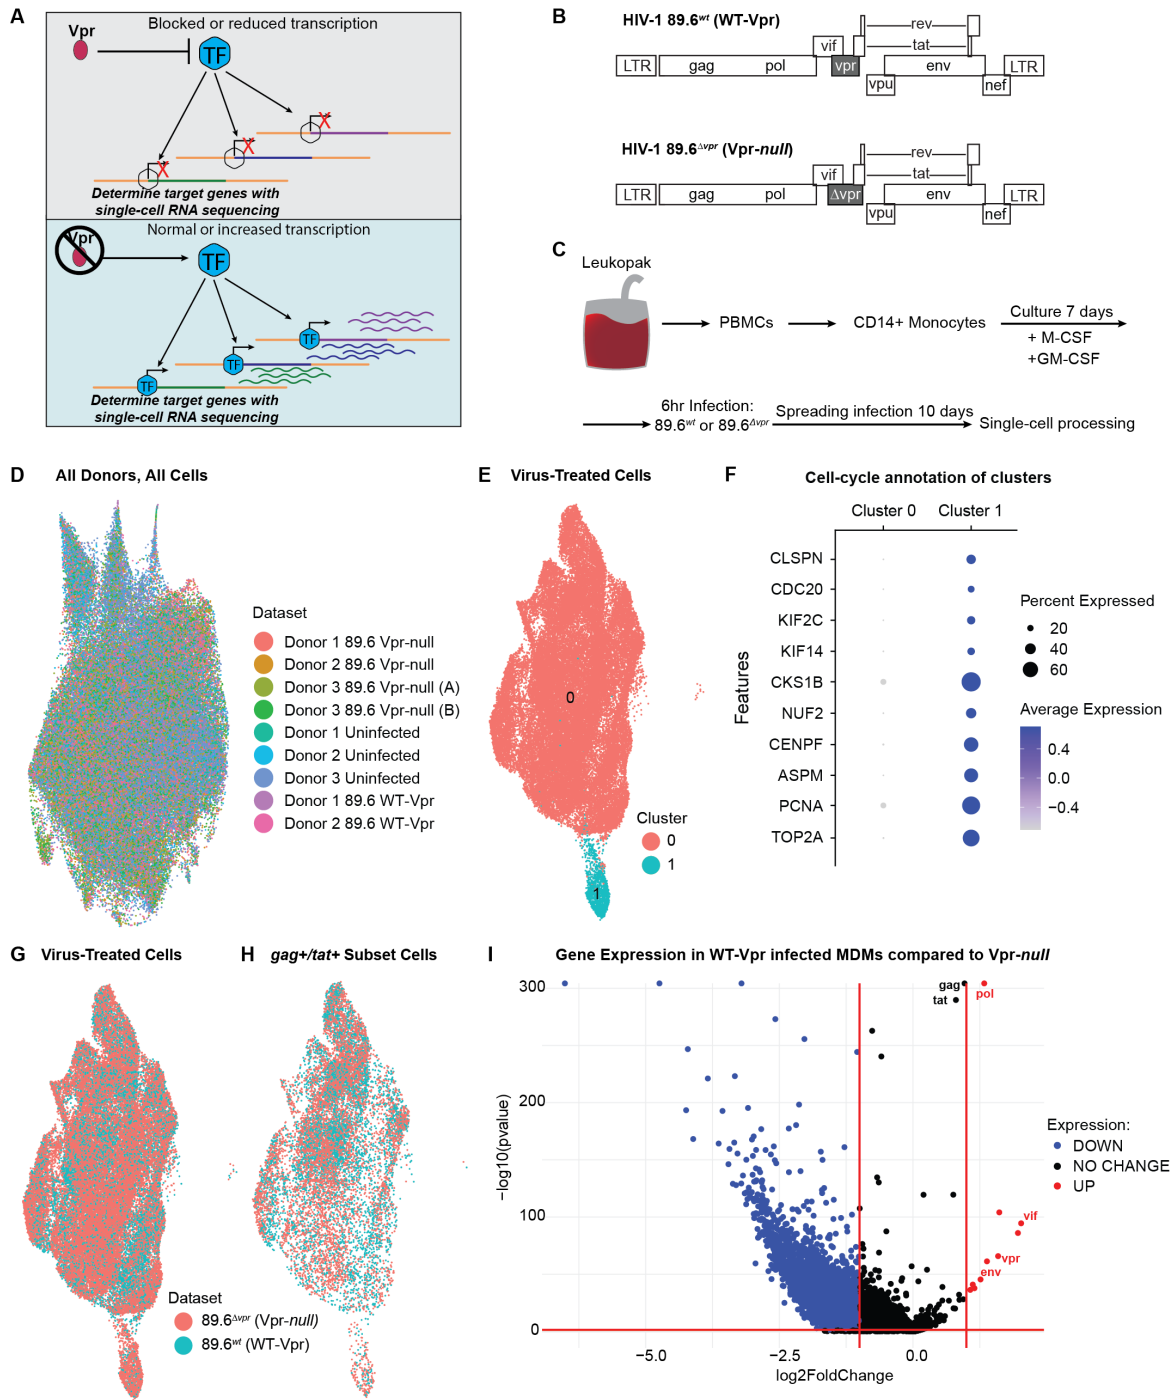 A
Blocked or reduced transcription
Vpr
TF
X
X
X
Determine target genes with
single-cell RNA sequencing
Normal or increased transcription
Vpr
TF
TF
TF
TF
Determine target genes with
single-cell RNA sequencing
B
HIV-1 89.6wt (WT-Vpr)
rev
vif
tat
LTR
gag
pol
vpr
env
LTR
vpu
nef
HIV-1 89.6Δvpr (Vpr-null)
rev
vif
tat
LTR
gag
pol
Δvpr
env
LTR
vpu
nef
C
Leukopak
PBMCs
CD14+ Monocytes
Culture 7 days
+ M-CSF
+GM-CSF
6hr Infection:
89.6wt or 89.6Δvpr
Spreading infection 10 days
Single-cell processing
D
All Donors, All Cells
Dataset
Donor 1 89.6 Vpr-null
Donor 2 89.6 Vpr-null
Donor 3 89.6 Vpr-null (A)
Donor 3 89.6 Vpr-null (B)
Donor 1 Uninfected
Donor 2 Uninfected
Donor 3 Uninfected
Donor 1 89.6 WT-Vpr
Donor 2 89.6 WT-Vpr
E
Virus-Treated Cells
0
1
Cluster
0
1
F
Cell-cycle annotation of clusters
Cluster 0
Cluster 1
Features
CLSPN
CDC20
KIF2C
KIF14
CKS1B
NUF2
CENPF
ASPM
PCNA
TOP2A
Percent Expressed
20
40
60
Average Expression
0.4
0.0
−0.4
G
Virus-Treated Cells
H
gag+/tat+ Subset Cells
Dataset
89.6Δvpr (Vpr-null)
89.6wt (WT-Vpr)
I
Gene Expression in WT-Vpr infected MDMs compared to Vpr-null
300
200
100
0
−log10(pvalue)
gag
tat
pol
vif
vpr
env
−5.0
−2.5
0.0
log2FoldChange
Expression:
DOWN
NO CHANGE
UP